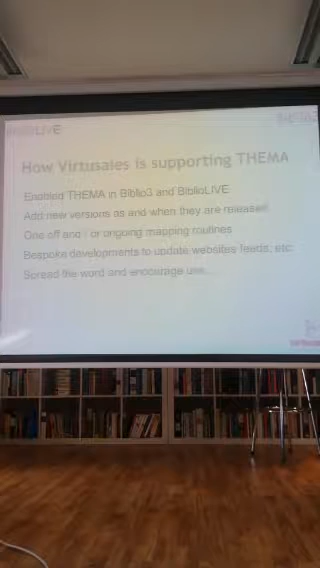 BiblioLIVE
Biblio3
How Virtusales is supporting THEMA
Enabled THEMA in Biblio3 and BiblioLIVE
Add new versions as and when they are released
One off and / or ongoing mapping routines
Bespoke developments to update websites feeds, etc
Spread the word and encourage use...